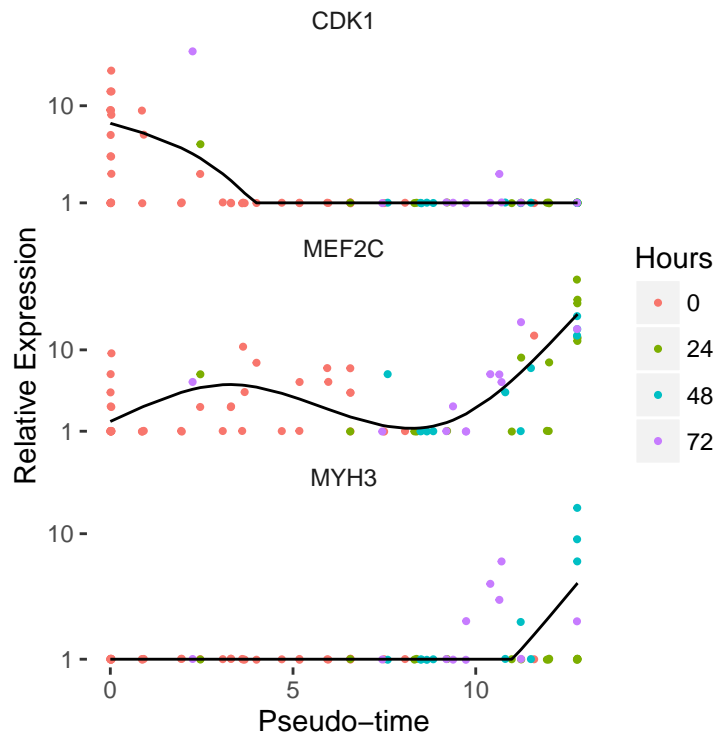 CDK1
10
1
MEF2C
10
1
MYH3
10
1
0 5 10
Pseudo−time
Relative Expression
Hours
0
24
48
72